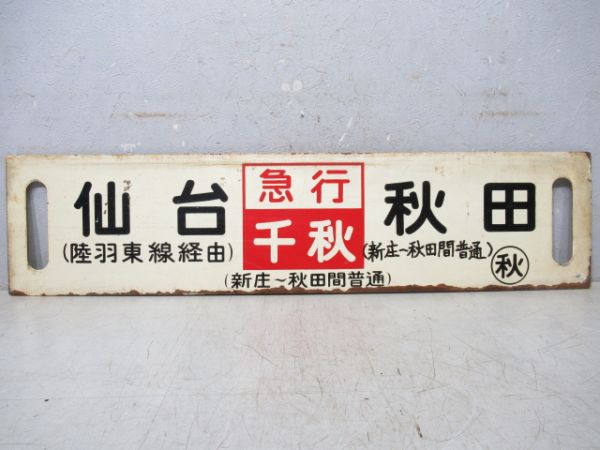 仙台
(陸羽東線経由)
急行
千秋
(新庄～秋田間普通)
秋田
(新庄～秋田間普通)
秋